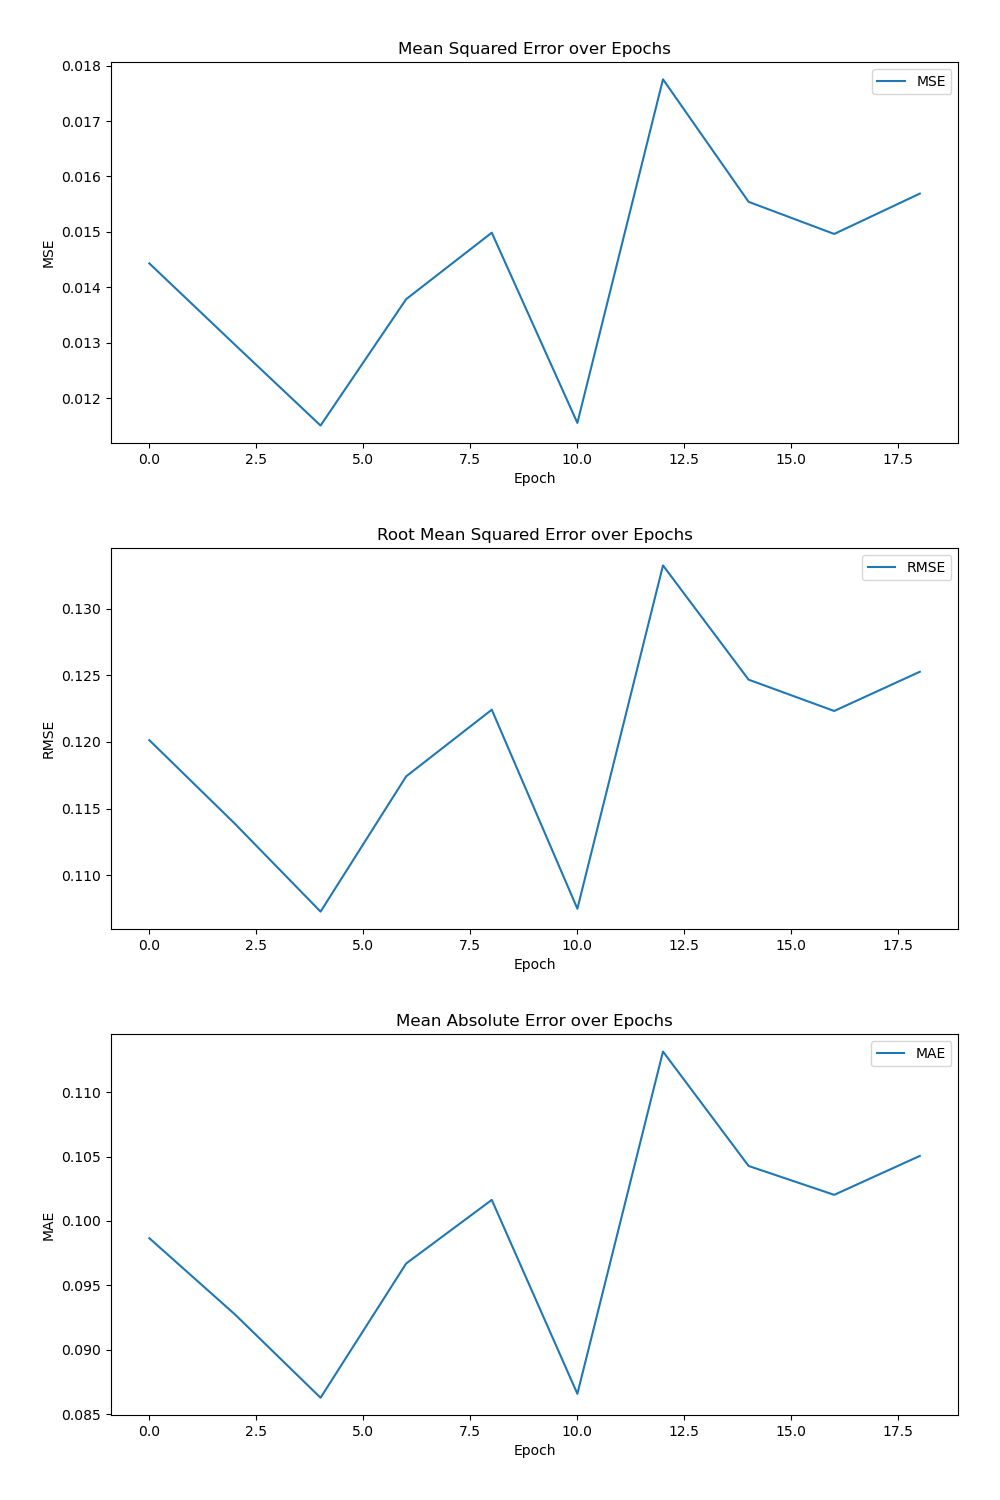 Mean Squared Error over Epochs
MSE
0.018
0.017
0.016
0.015
0.014
0.013
0.012
MSE
0.0 2.5 5.0 7.5 10.0 12.5 15.0 17.5
Epoch
Root Mean Squared Error over Epochs
RMSE
0.130
0.125
0.120
0.115
0.110
RMSE
0.0 2.5 5.0 7.5 10.0 12.5 15.0 17.5
Epoch
Mean Absolute Error over Epochs
MAE
0.110
0.105
0.100
0.095
0.090
0.085
MAE
0.0 2.5 5.0 7.5 10.0 12.5 15.0 17.5
Epoch